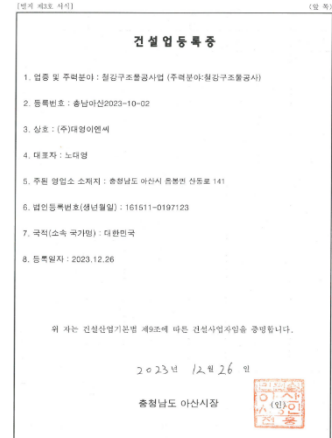 [별지 제3호 서식]
(앞 쪽)
건설업등록증
1. 업종 및 주력분야 : 철강구조물공사업 (주력분야:철강구조물공사)
2. 등록번호 : 충남아산2023-10-02
3. 상호 : (주)대영이엔씨
4. 대표자 : 노대영
5. 주된 영업소 소재지 : 충청남도 아산시 음봉면 산동로 141
6. 법인등록번호(생년월일) : 161511-0197123
7. 국적(소속 국가명) : 대한민국
8. 등록일자 : 2023.12.26
위 자는 건설산업기본법 제9조에 따른 건설사업자임을 증명합니다.
2023년 12월 26일
충청남도 아산시장 (인)